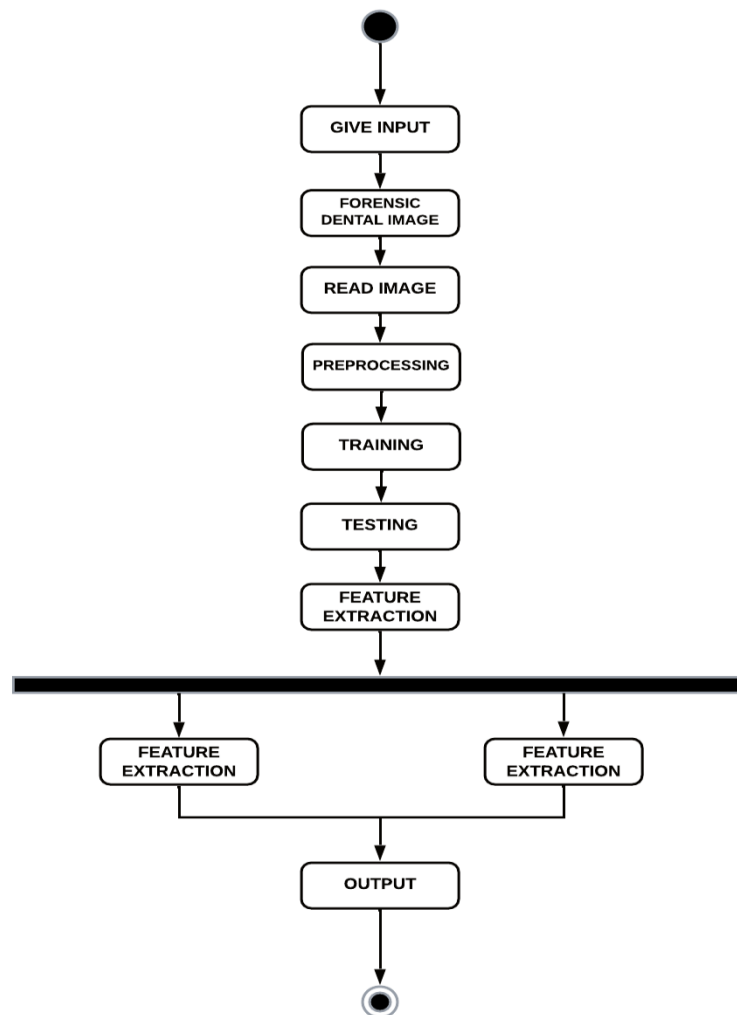 GIVE INPUT
FORENSIC
DENTAL IMAGE
READ IMAGE
PREPROCESSING
TRAINING
TESTING
FEATURE
EXTRACTION
FEATURE
EXTRACTION
FEATURE
EXTRACTION
OUTPUT